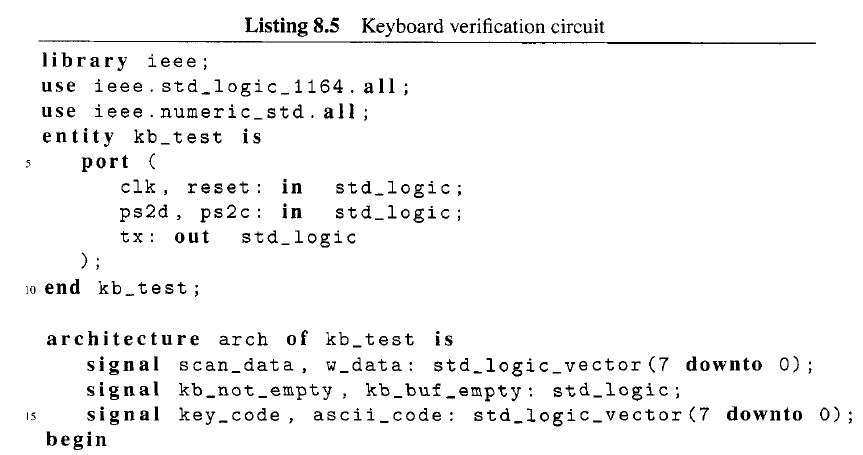 Listing 8.5 Keyboard verification circuit
library ieee;
use ieee.std_logic_1164.all;
use ieee.numeric_std.all;
entity kb_test is
5 port (
clk, reset: in std_logic;
ps2d, ps2c: in std_logic;
tx: out std_logic
);
10 end kb_test;
architecture arch of kb_test is
signal scan_data, w_data: std_logic_vector(7 downto 0);
signal kb_not_empty, kb_buf_empty: std_logic;
15 signal key_code, ascii_code: std_logic_vector(7 downto 0);
begin